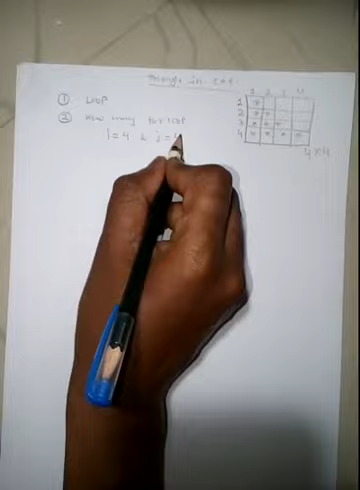 Triangle in C++
① LOOP
② How many for loop
i = 4 & j = 4
1 2 3 4
1 *
2 * *
3 * * *
4 * * * *
4 × 4